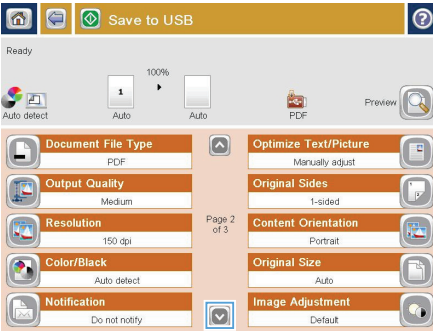 Save to USB
?
Ready
100%
1
Auto detect
Auto
Auto
PDF
Preview
Document File Type
PDF
Optimize Text/Picture
Manually adjust
Output Quality
Medium
Original Sides
1-sided
Resolution
150 dpi
Page 2
of 3
Content Orientation
Portrait
Color/Black
Auto detect
Original Size
Auto
Notification
Do not notify
Image Adjustment
Default